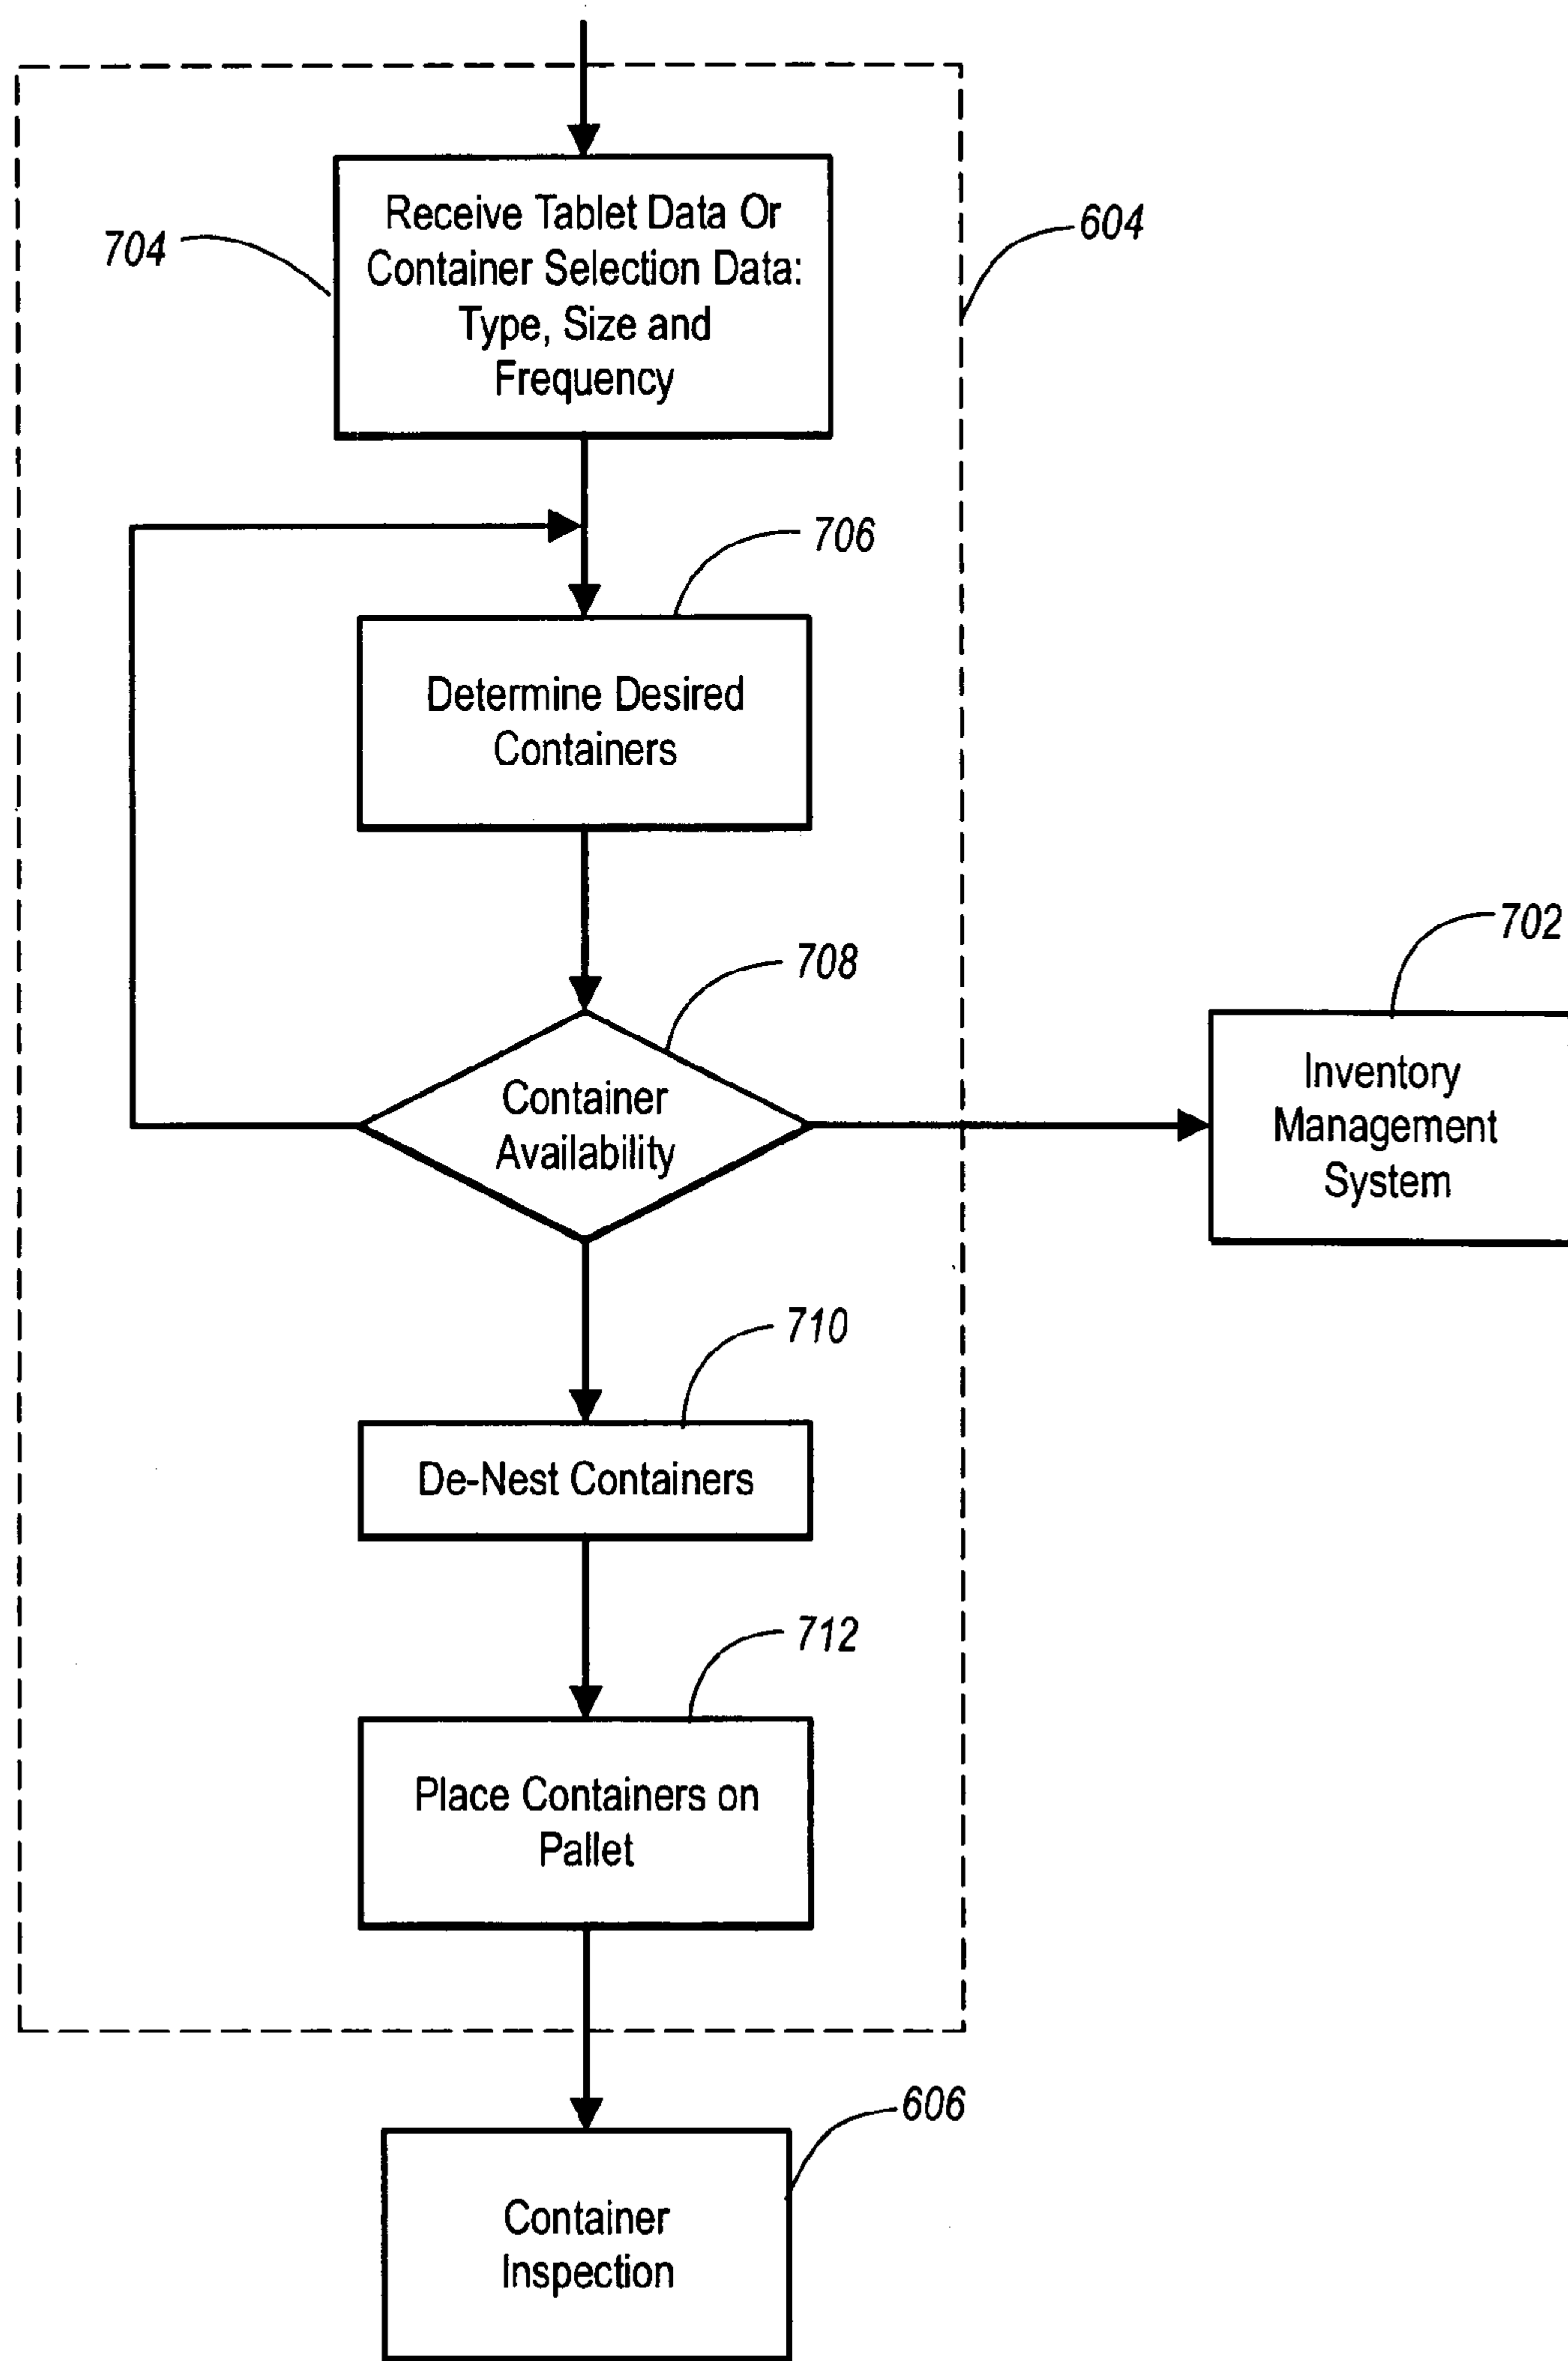 Receive Tablet Data Or
Container Selection Data:
Type, Size and
Frequency
704
604
706
Determine Desired
Containers
708
702
Container
Availability
Inventory
Management
System
710
De-Nest Containers
712
Place Containers on
Pallet
606
Container
Inspection